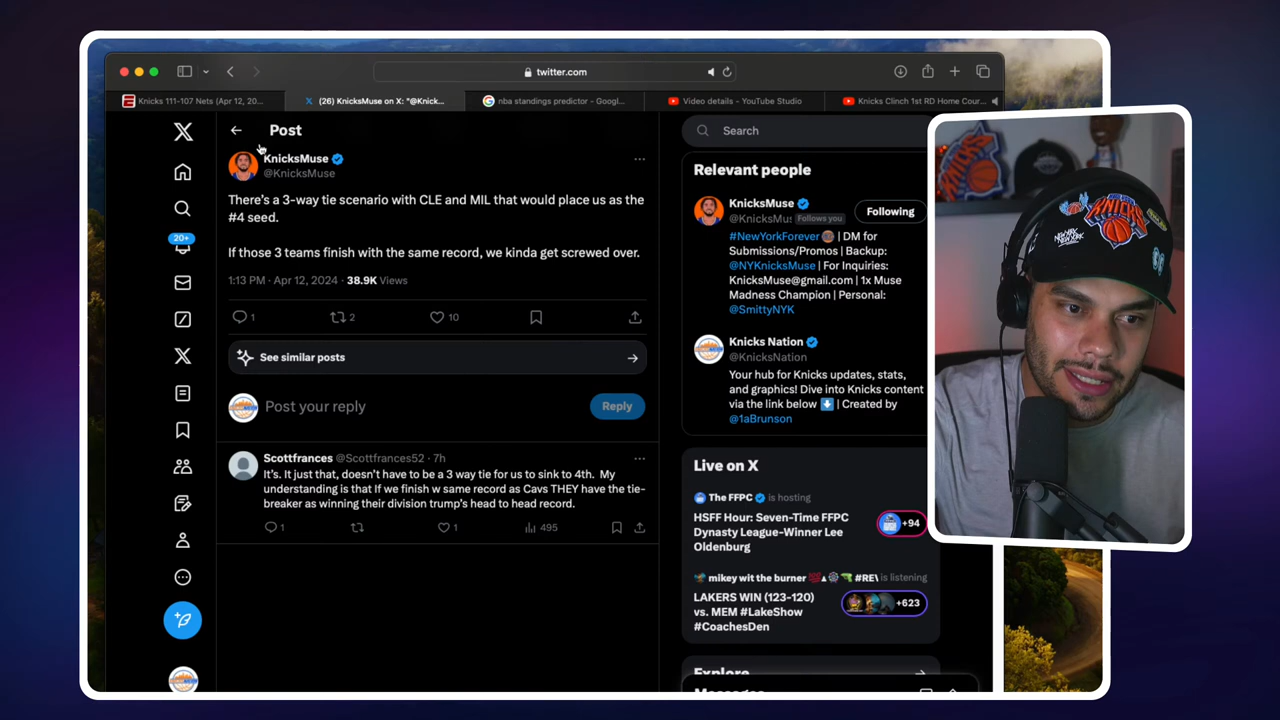 twitter.com
Knicks 111-107 Nets (Apr 12, 20...
(26) KnicksMuse on X: "@Knick...
nba standings predictor - Googl...
Video details - YouTube Studio
Knicks Clinch 1st RD Home Cour...
Post
KnicksMuse
@KnicksMuse
There's a 3-way tie scenario with CLE and MIL that would place us as the
#4 seed.
If those 3 teams finish with the same record, we kinda get screwed over.
1:13 PM · Apr 12, 2024 · 38.9K Views
1
2
10
See similar posts
Post your reply
Reply
Scottfrances @Scottfrances52 · 7h
It's. It just that, doesn't have to be a 3 way tie for us to sink to 4th. My
understanding is that If we finish w same record as Cavs THEY have the tie-
breaker as winning their division trump's head to head record.
1
1
495
20+
Search
Relevant people
KnicksMuse
@KnicksMu: Follows you
Following
#NewYorkForever | DM for
Submissions/Promos | Backup:
@NYKnicksMuse | For Inquiries:
KnicksMuse@gmail.com | 1x Muse
Madness Champion | Personal:
@SmittyNYK
Knicks Nation
@KnicksNation
Your hub for Knicks updates, stats,
and graphics! Dive into Knicks content
via the link below | Created by
@1aBrunson
Live on X
The FFPC is hosting
HSFF Hour: Seven-Time FFPC
Dynasty League-Winner Lee
Oldenburg
+94
mikey wit the burner #RE\ is listening
LAKERS WIN (123-120)
vs. MEM #LakeShow
#CoachesDen
+623
Explore
Messages
KNICKS
NEW YORK
KNICKS